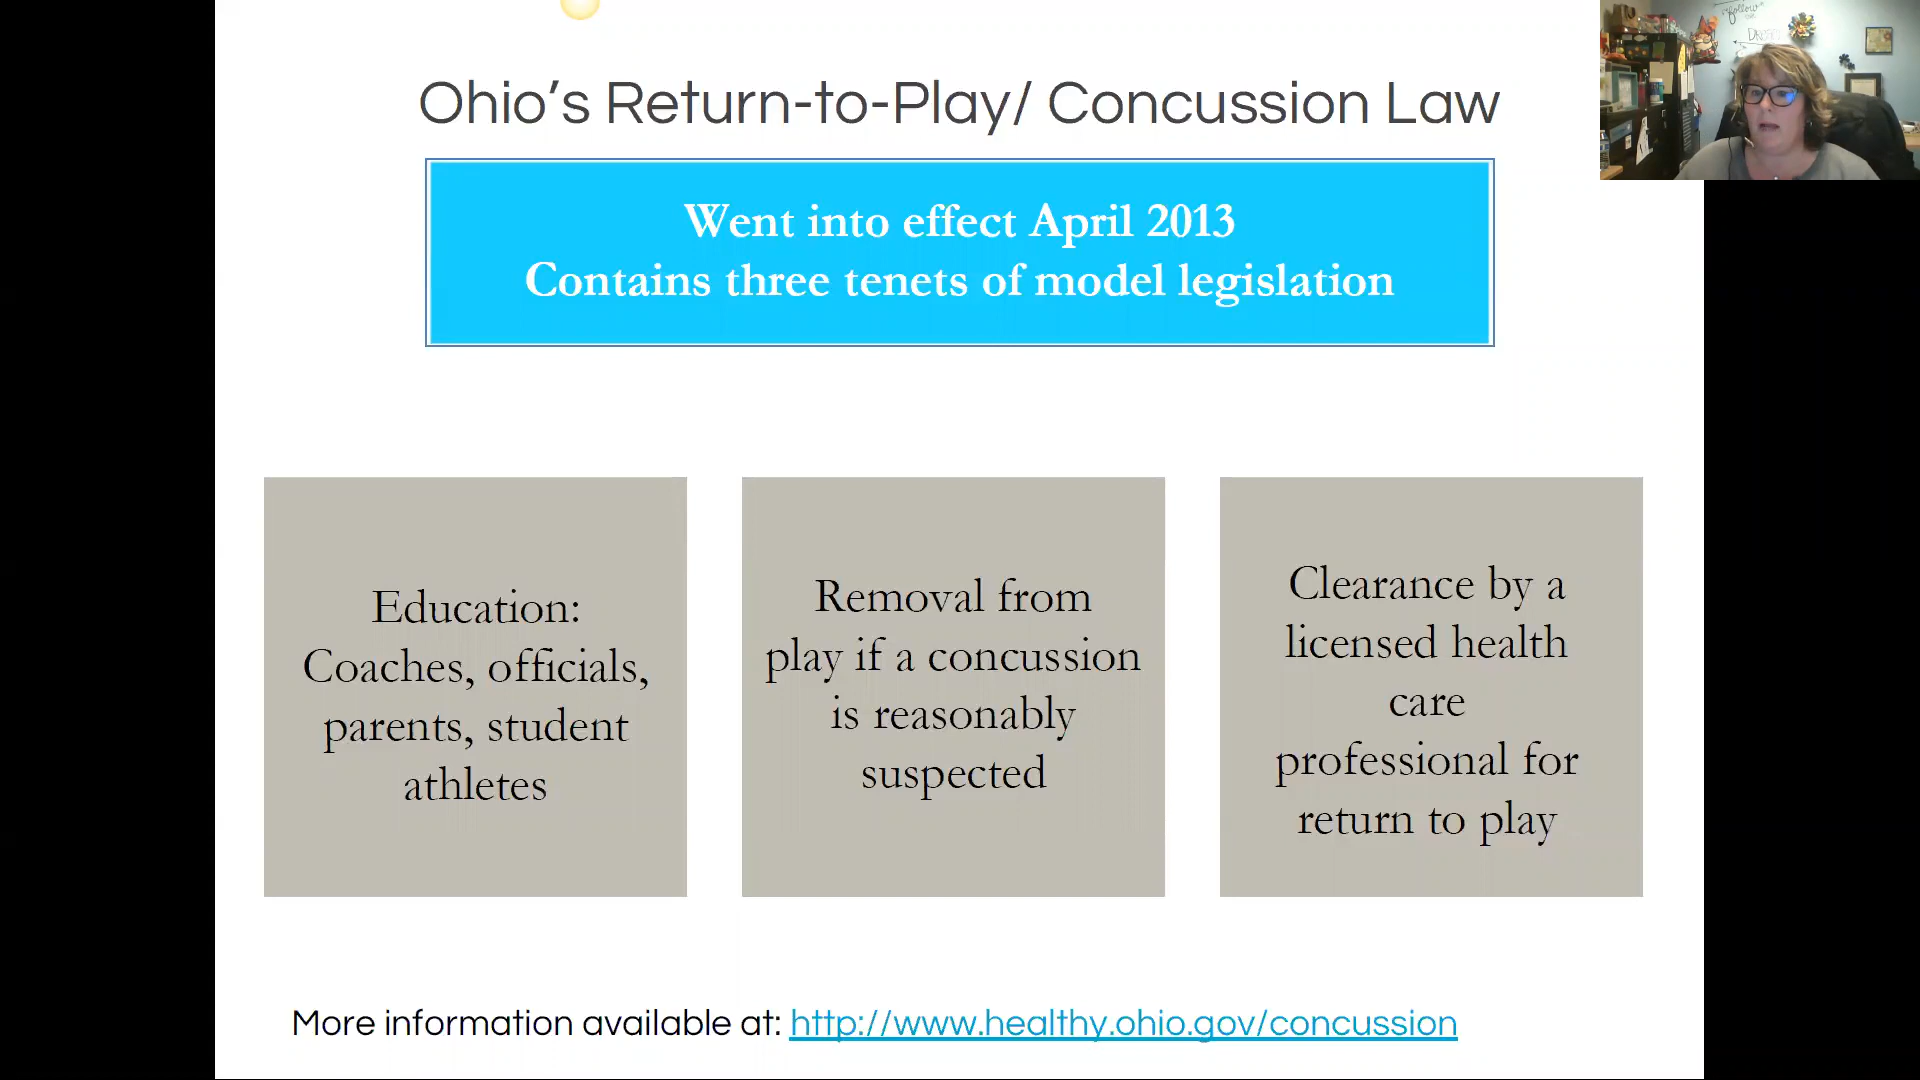 Ohio’s Return-to-Play/ Concussion Law
Went into effect April 2013
Contains three tenets of model legislation
Education:
Coaches, officials,
parents, student
athletes
Removal from
play if a concussion
is reasonably
suspected
Clearance by a
licensed health
care
professional for
return to play
More information available at: http://www.healthy.ohio.gov/concussion
follow